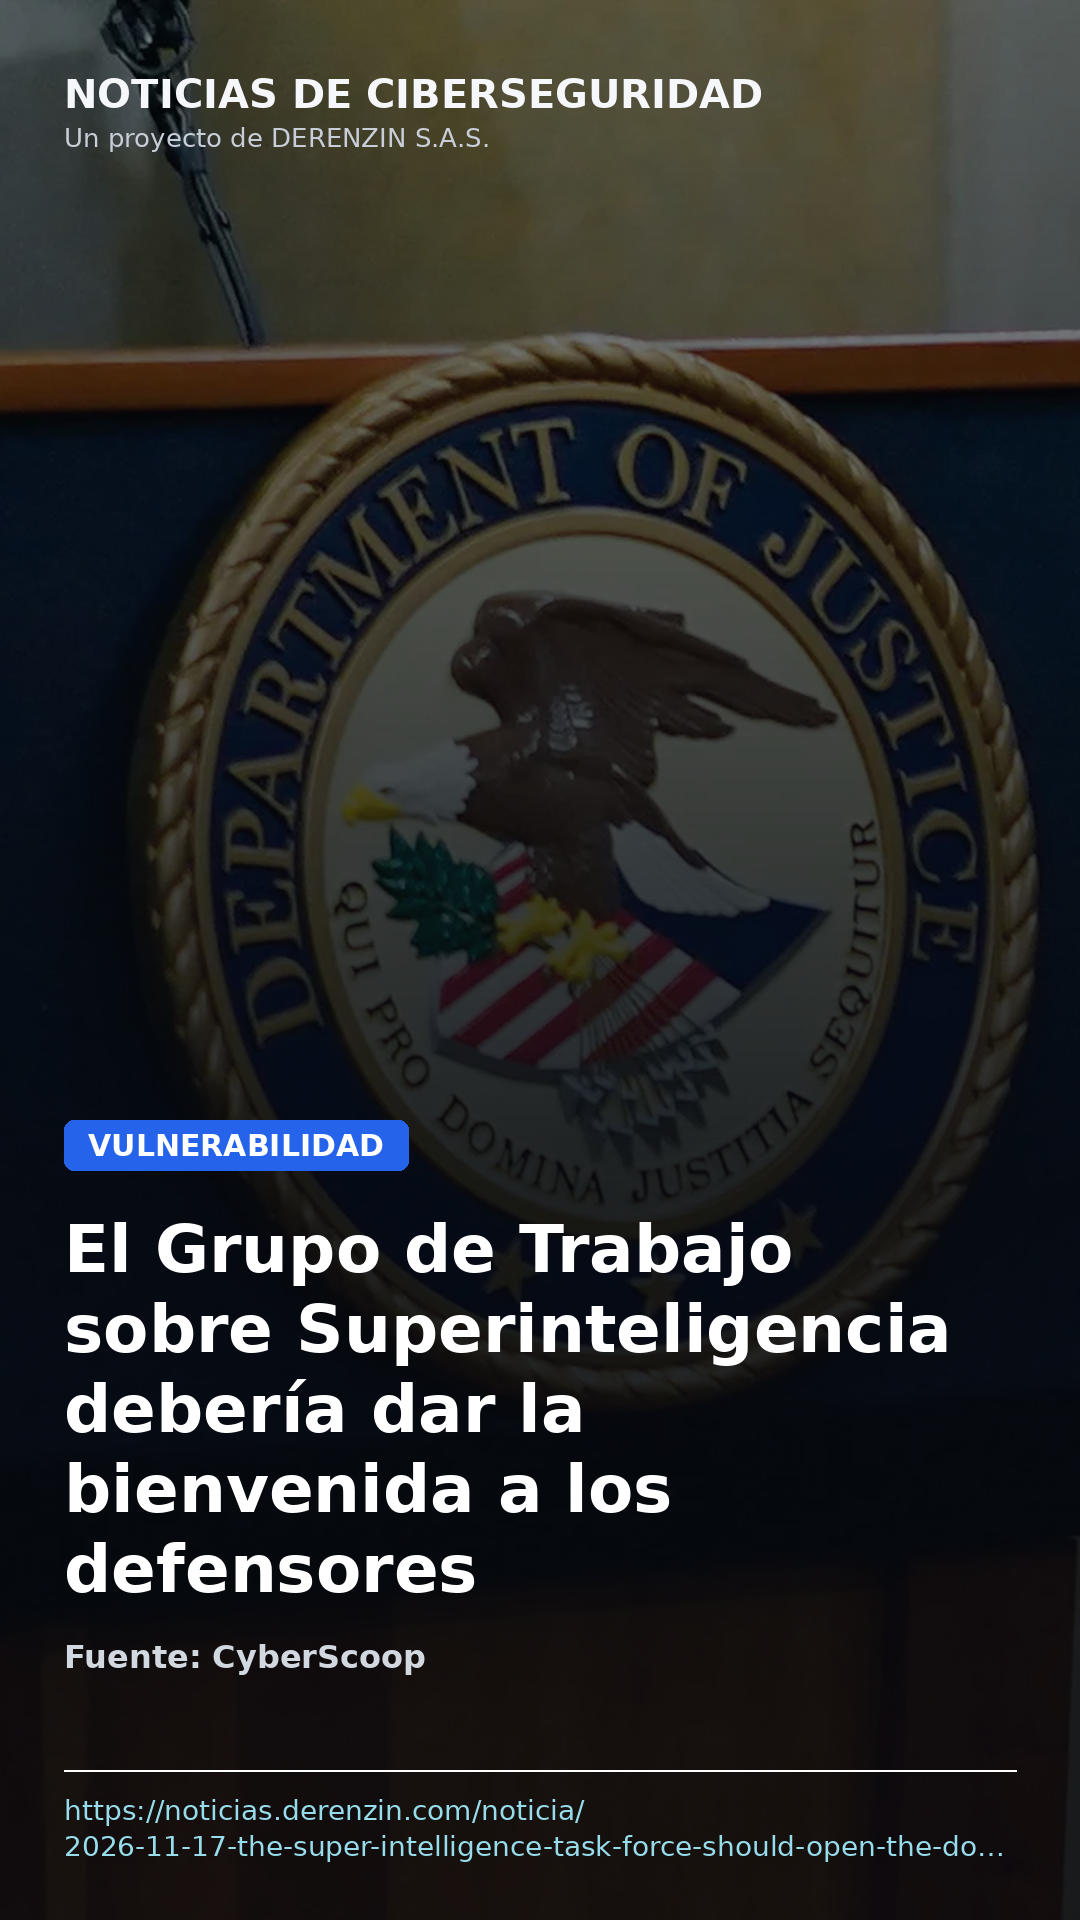 NOTICIAS DE CIBERSEGURIDAD
Un proyecto de DERENZIN S.A.S.
DEPARTMENT OF JUSTICE
QUI PRO DOMINA JUSTITIA SEQUITUR
VULNERABILIDAD
El Grupo de Trabajo
sobre Superinteligencia
debería dar la
bienvenida a los
defensores
Fuente: CyberScoop
https://noticias.derenzin.com/noticia/
2026-11-17-the-super-intelligence-task-force-should-open-the-do...